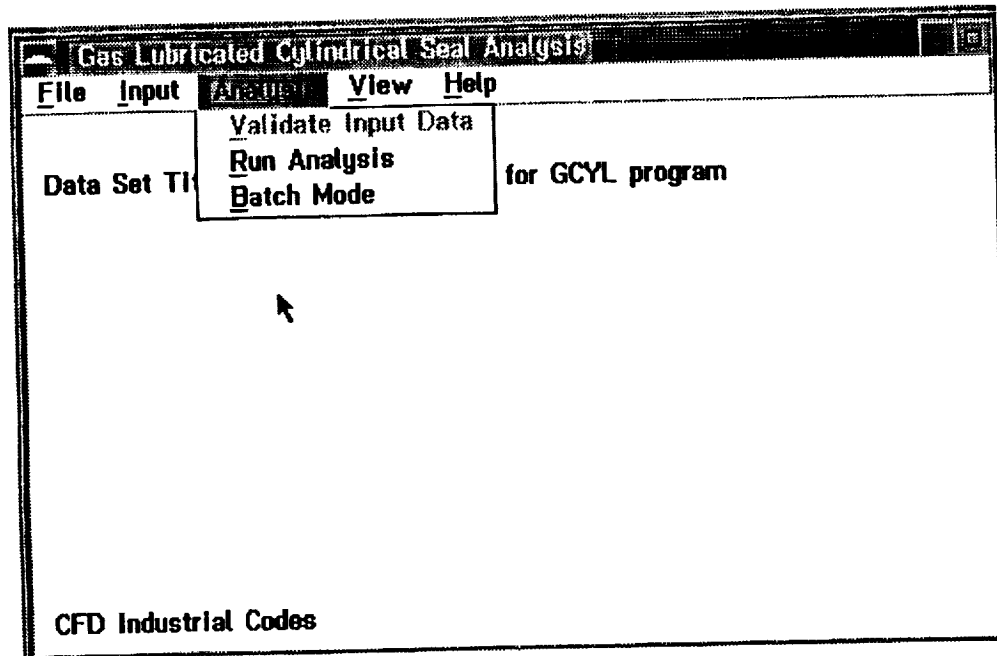 Gas Lubricated Cylindrical Seal Analysis
File Input Analysis View Help
Validate Input Data
Run Analysis
Batch Mode
Data Set Tit for GCYL program
CFD Industrial Codes